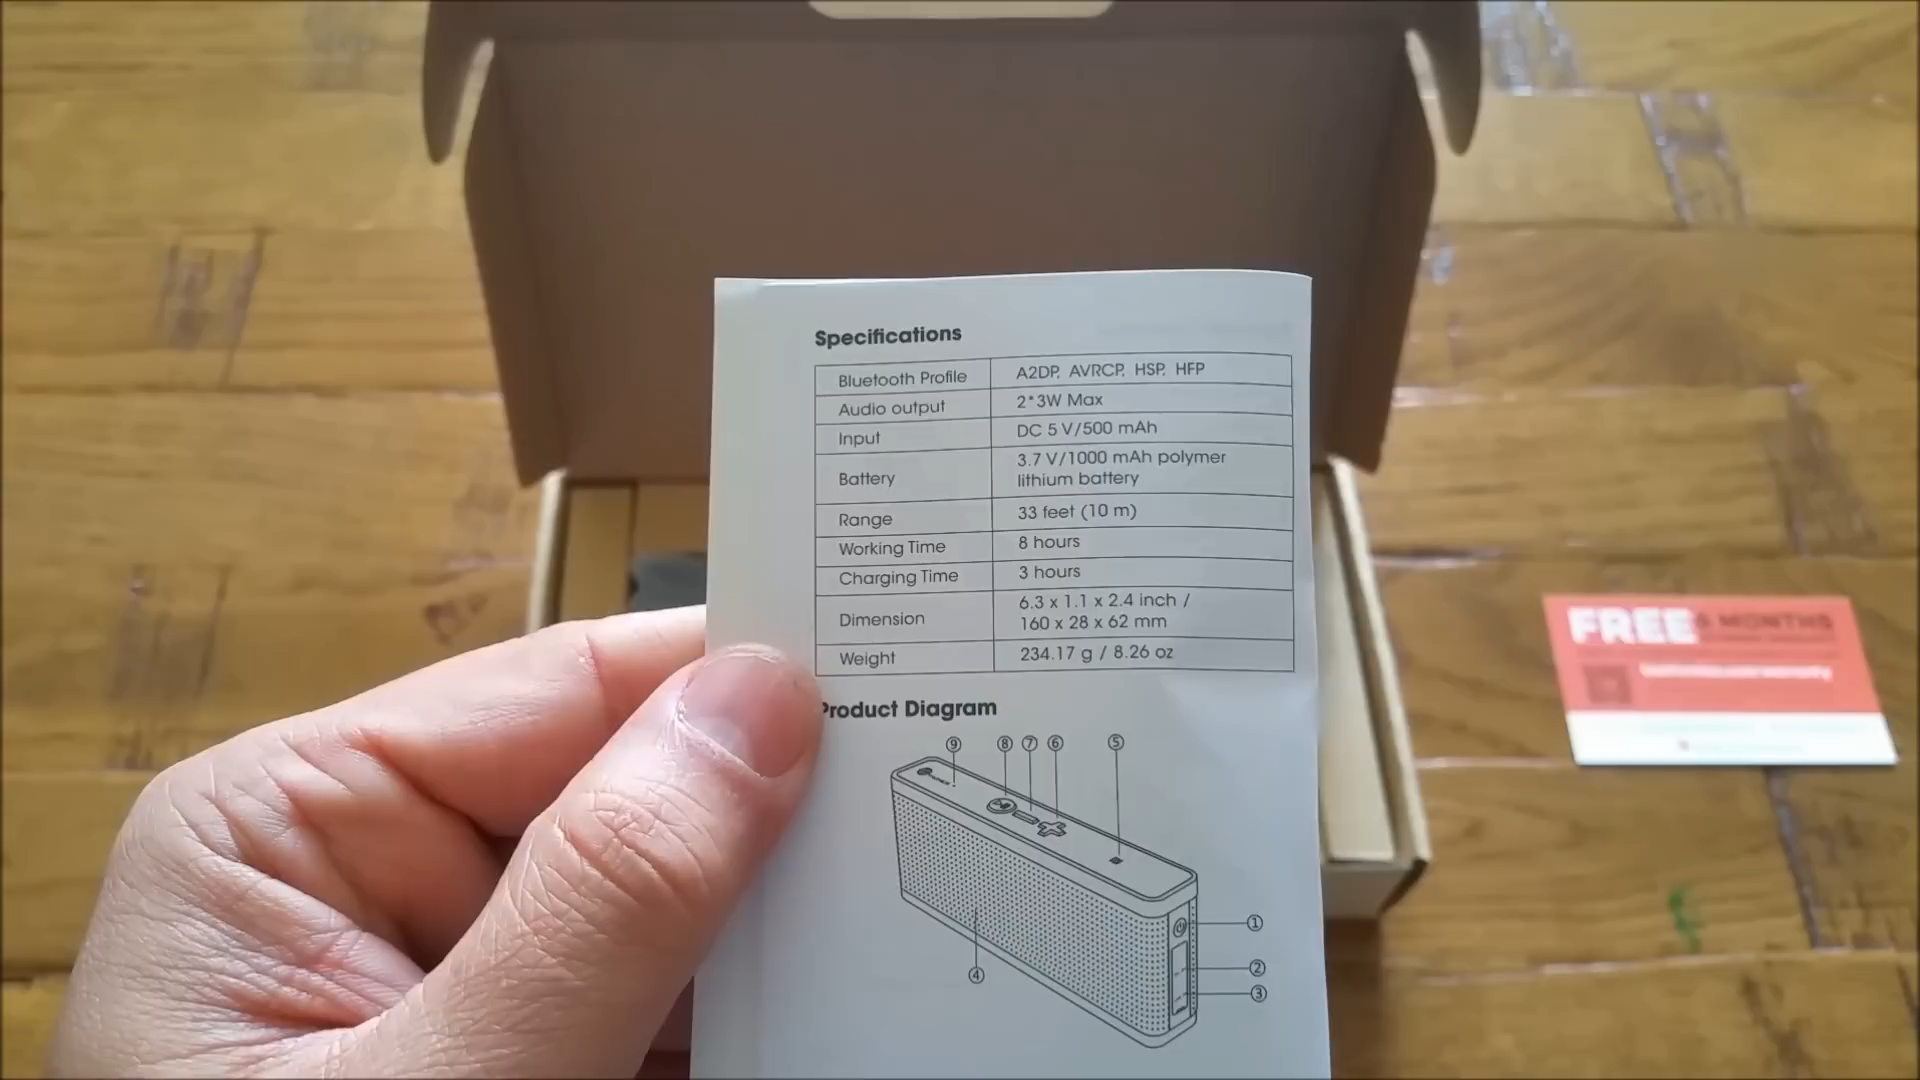 Specifications
Bluetooth Profile A2DP, AVRCP, HSP, HFP
Audio output 2*3W Max
Input DC 5 V/500 mAh
Battery 3.7 V/1000 mAh polymer
lithium battery
Range 33 feet (10 m)
Working Time 8 hours
Charging Time 3 hours
Dimension 6.3 x 1.1 x 2.4 inch /
160 x 28 x 62 mm
Weight 234.17 g / 8.26 oz
Product Diagram
⑨ ⑧ ⑦ ⑥ ⑤
①
②
③
④
FREE 6 MONTHS